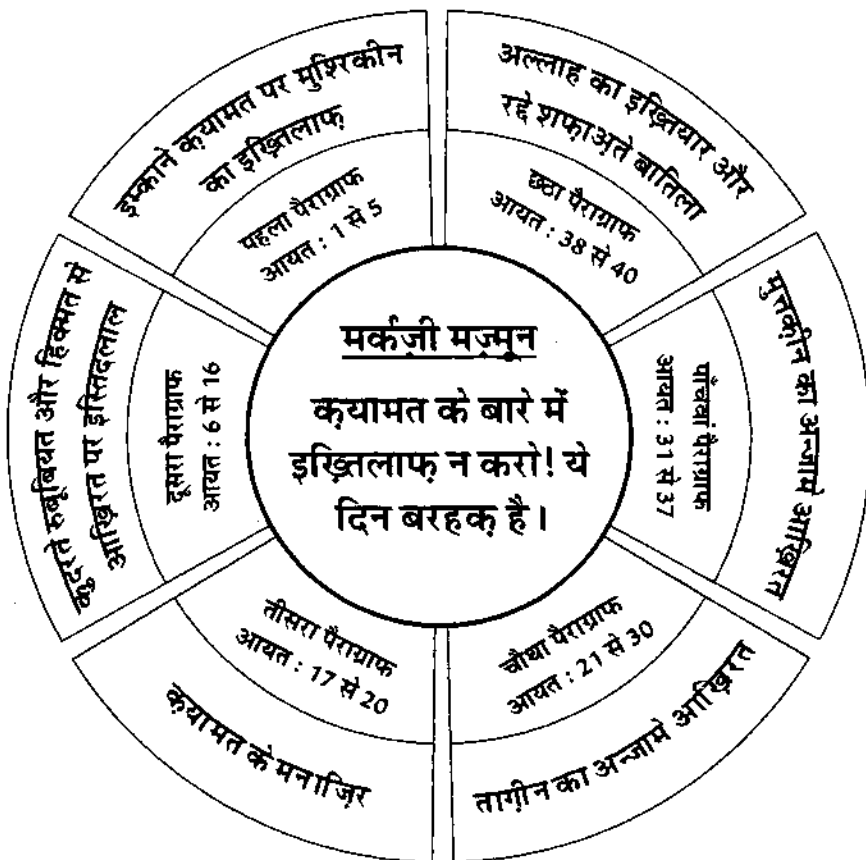 मर्कज़ी मज़्मून
क़यामत के बारे में
इख़्तिलाफ़ न करो! ये
दिन बरहक़ है।
इम्काने क़यामत पर मुश्रिकीन
का इख़्तिलाफ़
पहला पैराग्राफ
आयत : 1 से 5
क़ुदरते रुबूबियत और हिक्मत से
आख़िरत पर इस्तिदलाल
दूसरा पैराग्राफ
आयत : 6 से 16
तीसरा पैराग्राफ
आयत : 17 से 20
क़यामत के मनाज़िर
चौथा पैराग्राफ
आयत : 21 से 30
ताग़ीन का अन्जामे आख़िरत
मुत्तक़ीन का अन्जामे आख़िरत
पाँचवां पैराग्राफ
आयत : 31 से 37
अल्लाह का इख़्तियार और
रद्दे शफ़ाअ़ते बातिला
छठा पैराग्राफ
आयत : 38 से 40